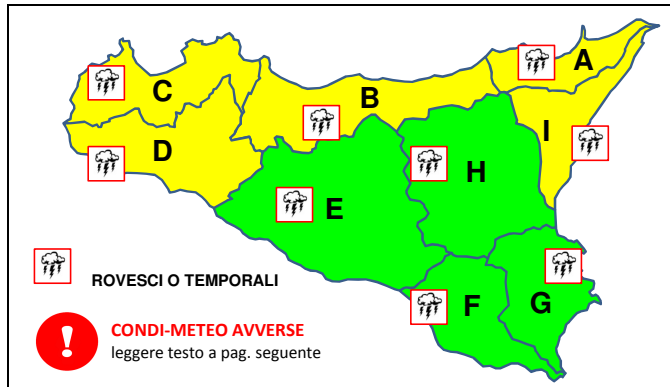 A
C
B
I
D
H
E
ROVESCI O TEMPORALI
F
G
CONDI-METEO AVVERSE
leggere testo a pag. seguente